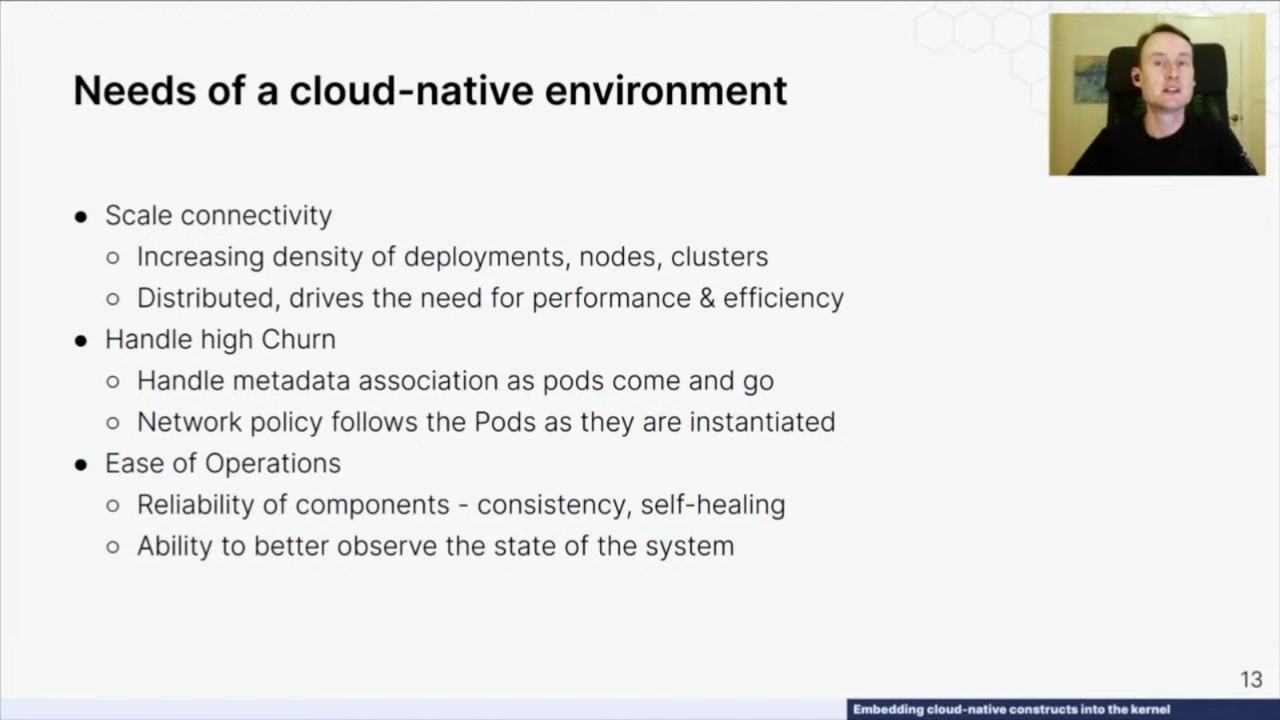 Needs of a cloud-native environment
● Scale connectivity
○ Increasing density of deployments, nodes, clusters
○ Distributed, drives the need for performance & efficiency
● Handle high Churn
○ Handle metadata association as pods come and go
○ Network policy follows the Pods as they are instantiated
● Ease of Operations
○ Reliability of components - consistency, self-healing
○ Ability to better observe the state of the system
13
Embedding cloud-native constructs into the kernel